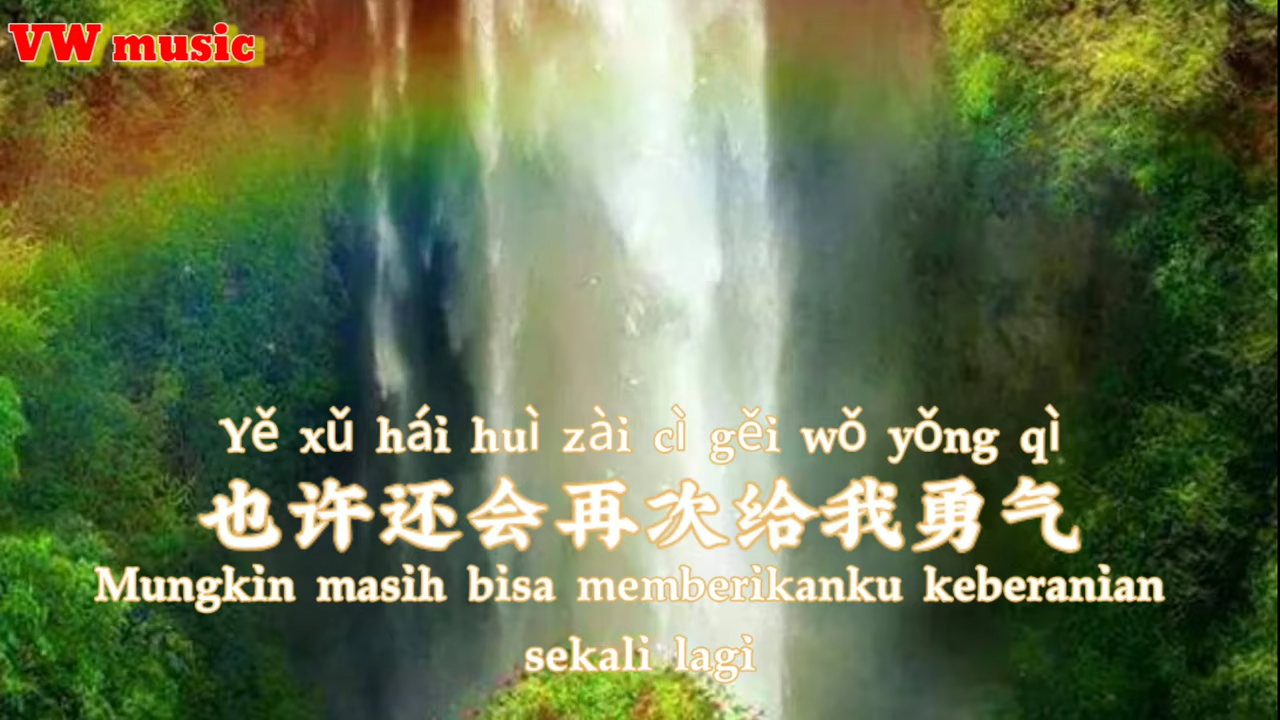 VW music
Yě xǔ hái huì zài cì gěi wǒ yǒng qì
也许还会再次给我勇气
Mungkin masih bisa memberikanku keberanian
sekali lagi